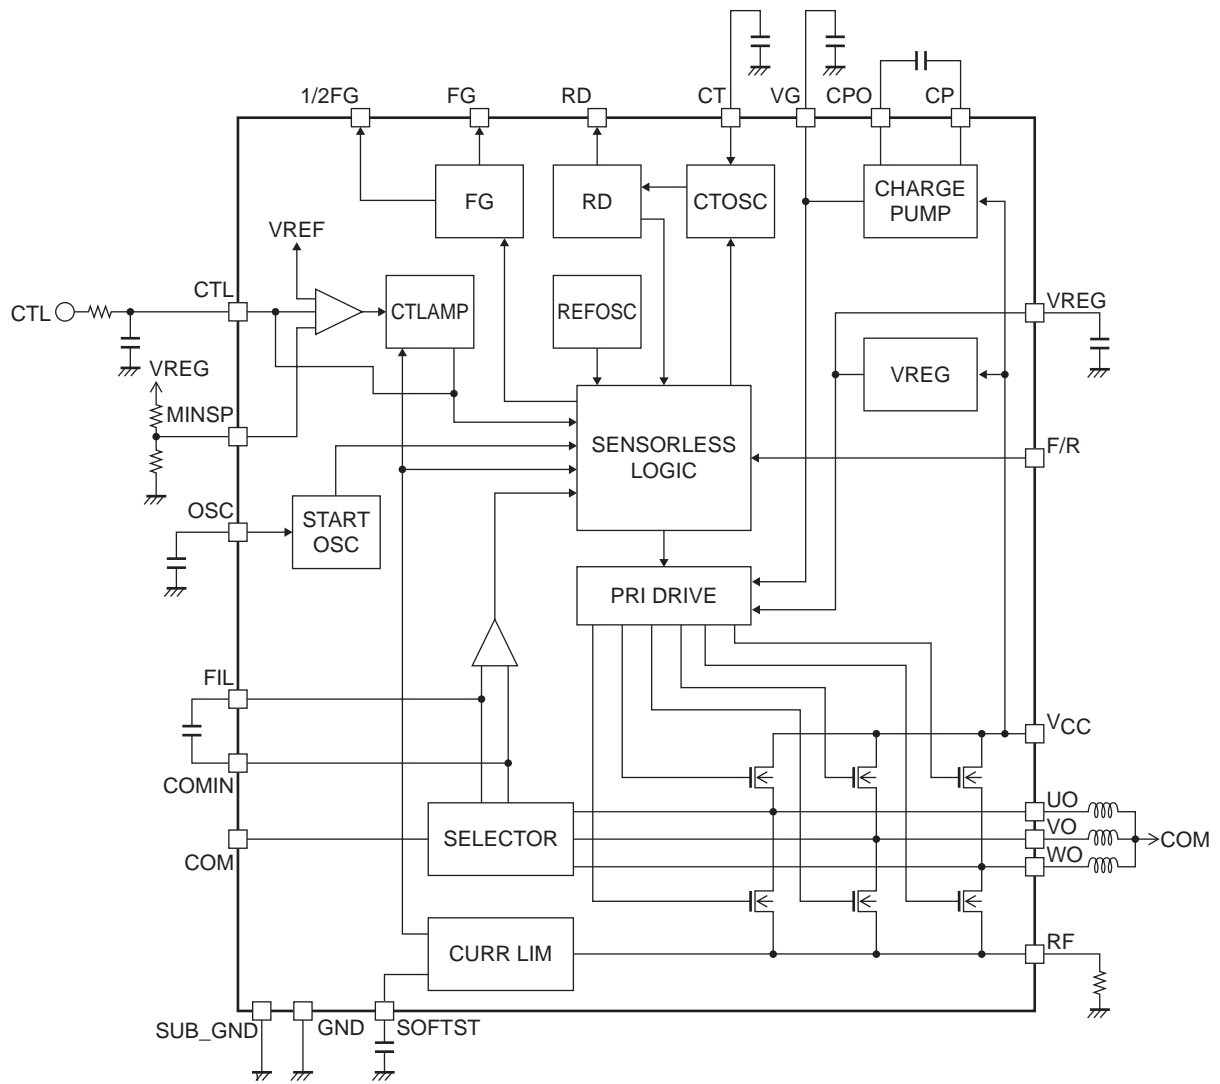 1/2FG
FG
RD
CT
VG
CPO
CP
FG
RD
CTOSC
CHARGE
PUMP
VREF
CTL
CTL
CTLAMP
REFOSC
VREG
VREG
VREG
MINSP
SENSORLESS
LOGIC
F/R
OSC
START
OSC
PRI DRIVE
FIL
VCC
COMIN
UO
SELECTOR
VO
COM
COM
WO
CURR LIM
RF
SUB_GND
GND
SOFTST